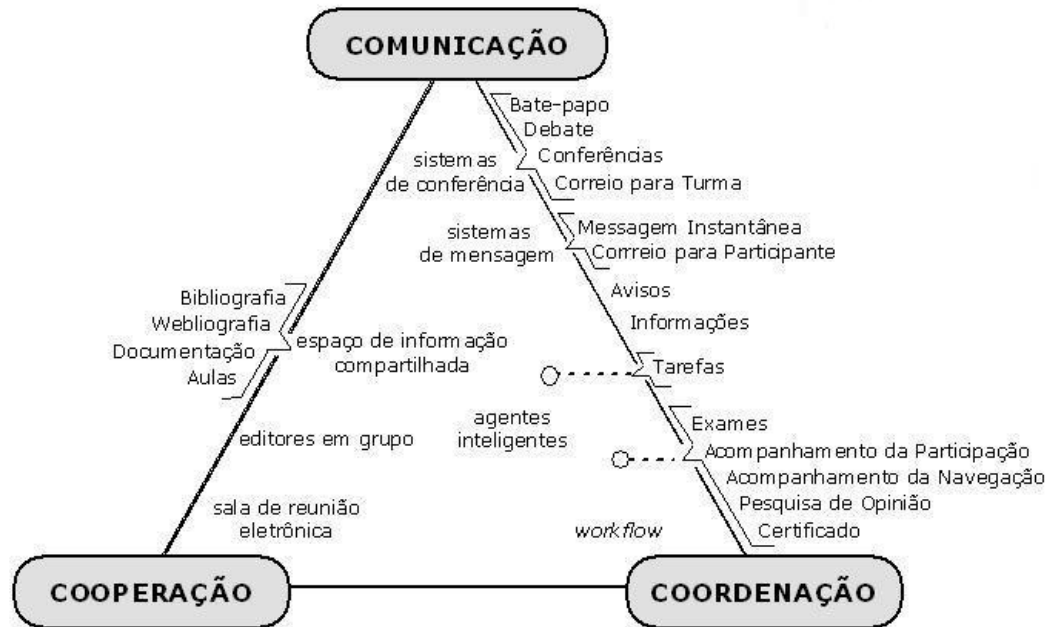 COMUNICAÇÃO
Bate-papo
Debate
Conferências
Correio para Turma
sistemas
de conferência
Messagem Instantânea
Corrreio para Participante
sistemas
de mensagem
Avisos
Informações
Tarefas
Bibliografia
Webliografia
Documentação
Aulas
espaço de informação
compartilhada
agentes
inteligentes
Exames
Acompanhamento da Participação
Acompanhamento da Navegação
Pesquisa de Opinião
Certificado
editores em grupo
sala de reunião
eletrônica
workflow
COOPERAÇÃO
COORDENAÇÃO